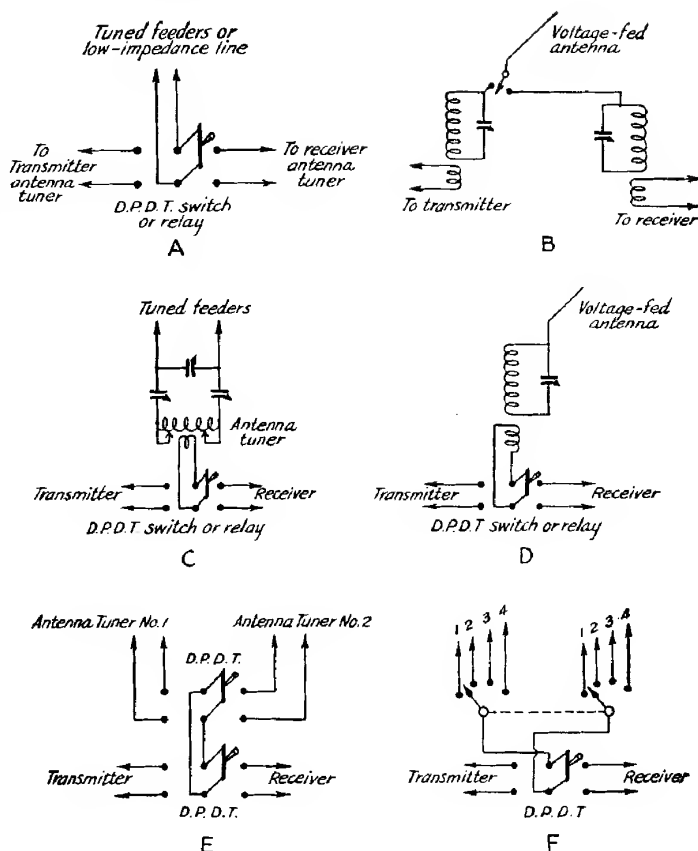 Tuned feeders or
low-impedance line
To
Transmitter
antenna
tuner
To receiver
antenna
tuner
D.P.D.T. switch
or relay
A
Voltage-fed
antenna
To transmitter
To receiver
B
Tuned feeders
Antenna
tuner
Transmitter
Receiver
D.P.D.T. switch or relay
C
Voltage-fed
antenna
Transmitter
Receiver
D.P.D.T switch or relay
D
Antenna Tuner No.1
Antenna Tuner No.2
D.P.D.T.
Transmitter
Receiver
D.P.D.T.
E
1 2 3 4
1 2 3 4
Transmitter
Receiver
D.P.D.T
F